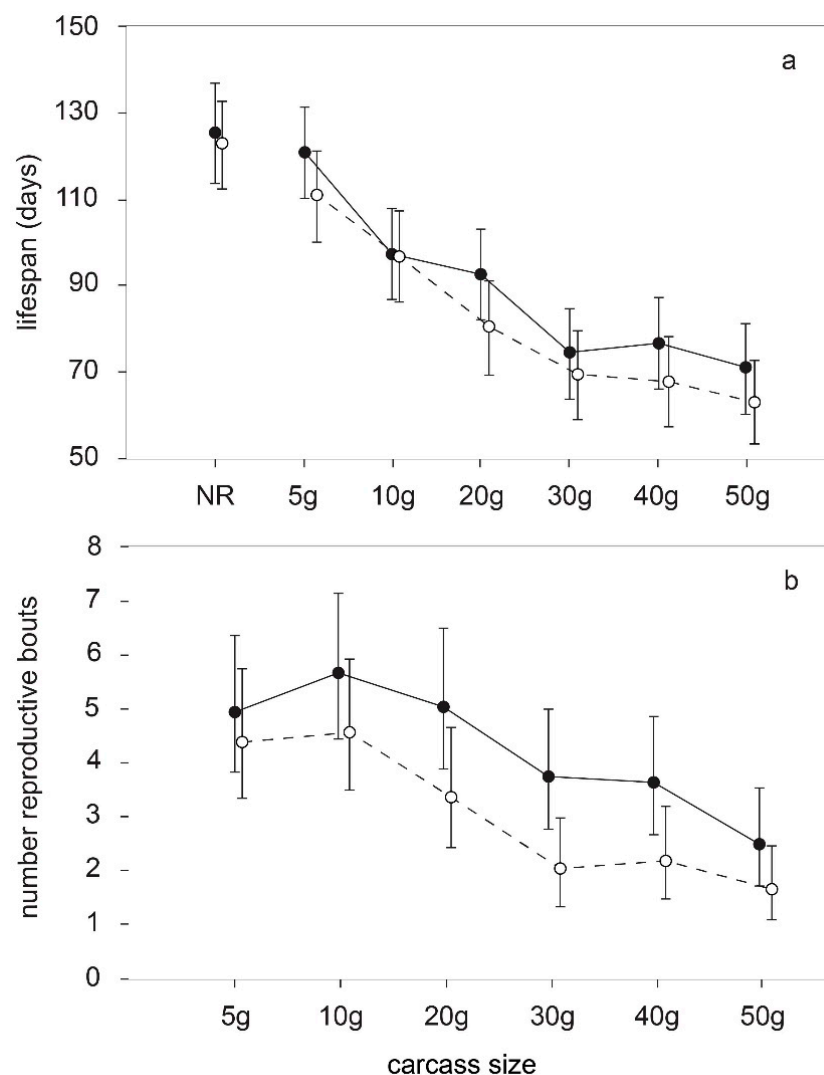 a
lifespan (days)
150
130
110
90
70
50
NR 5g 10g 20g 30g 40g 50g
b
number reproductive bouts
8
7
6
5
4
3
2
1
0
5g 10g 20g 30g 40g 50g
carcass size